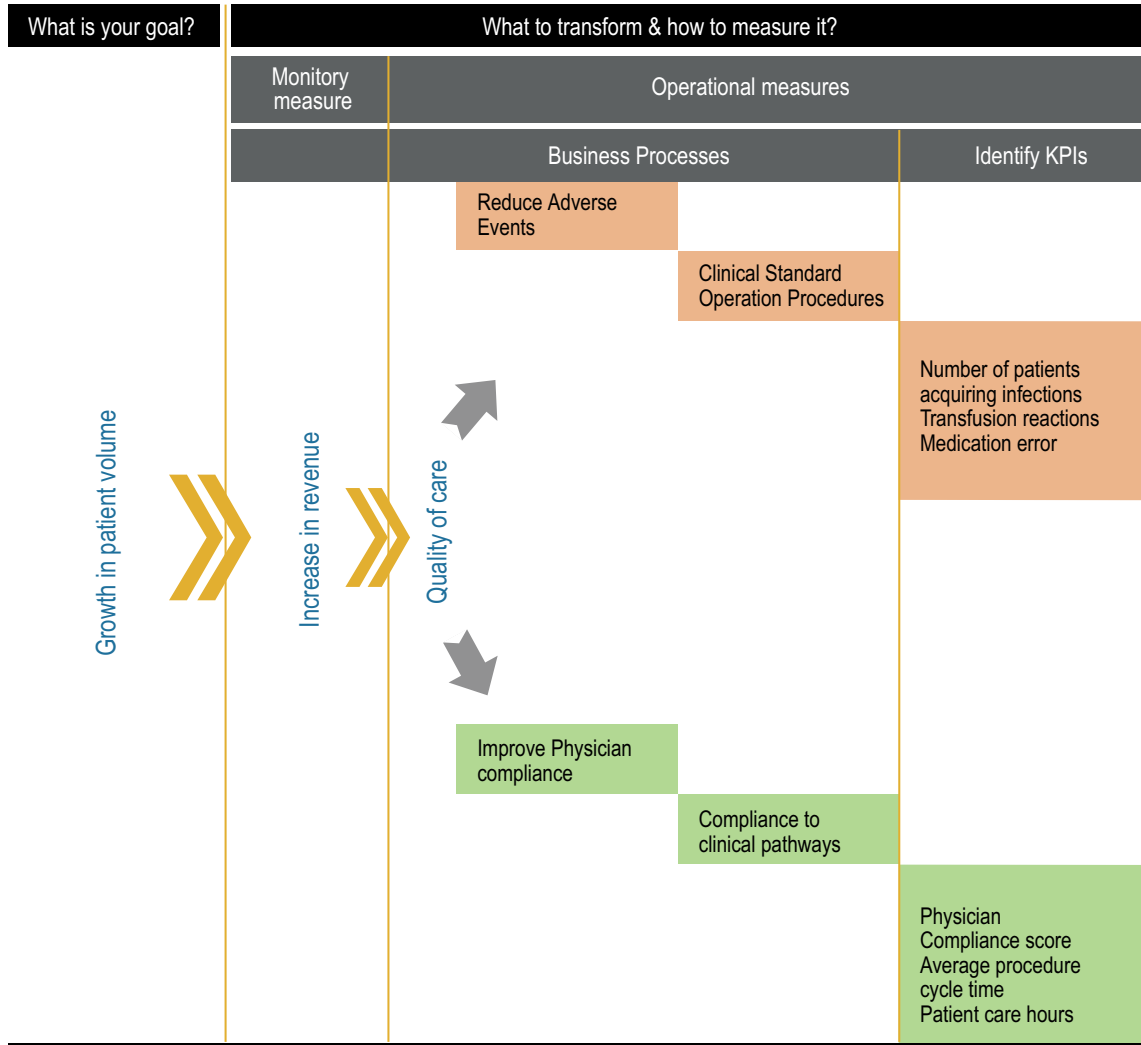 What is your goal?
What to transform & how to measure it?
Monitory
measure
Operational measures
Business Processes
Identify KPIs
Growth in patient volume
Increase in revenue
Quality of care
Reduce Adverse
Events
Clinical Standard
Operation Procedures
Number of patients
acquiring infections
Transfusion reactions
Medication error
Improve Physician
compliance
Compliance to
clinical pathways
Physician
Compliance score
Average procedure
cycle time
Patient care hours